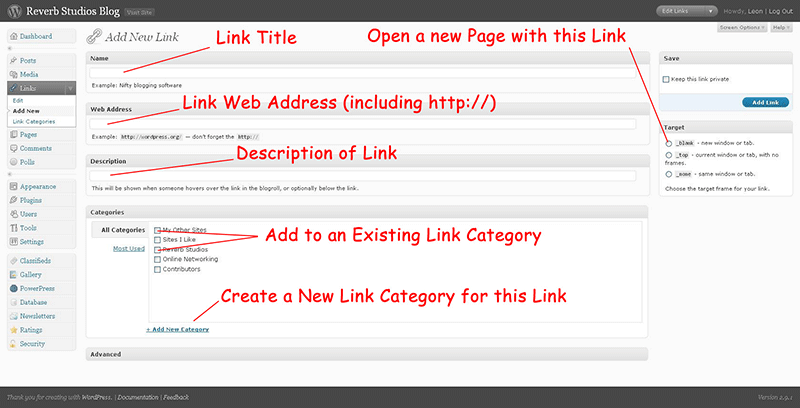 Reverb Studios Blog
Visit Site
Edit Links
Howdy, Leon | Log Out
Screen Options
Help
Dashboard
Posts
Media
Links
Edit
Add New
Link Categories
Pages
Comments
Polls
Appearance
Plugins
Users
Tools
Settings
Classifieds
Gallery
PowerPress
Database
Newsletters
Ratings
Security
Add New Link
Link Title
Open a new Page with this Link
Name
Example: Nifty blogging software
Web Address
Link Web Address (including http://)
Example: http://wordpress.org/ — don't forget the http://
Description
Description of Link
This will be shown when someone hovers over the link in the blogroll, or optionally below the link.
Categories
All Categories
Most Used
My Other Sites
Sites I Like
Reverb Studios
Online Networking
Contributors
Add to an Existing Link Category
Create a New Link Category for this Link
+ Add New Category
Advanced
Save
Keep this link private
Add Link
Target
_blank - new window or tab.
_top - current window or tab, with no
frames.
_none - same window or tab.
Choose the target frame for your link.
Thank you for creating with WordPress. | Documentation | Feedback
Version 2.9.1